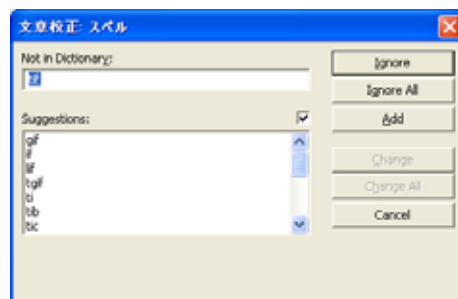 文章校正: スペル
Not in Dictionary:
Ignore
Ignore All
Suggestions:
Add
gif
if
lif
tgif
ti
tib
tic
Change
Change All
Cancel